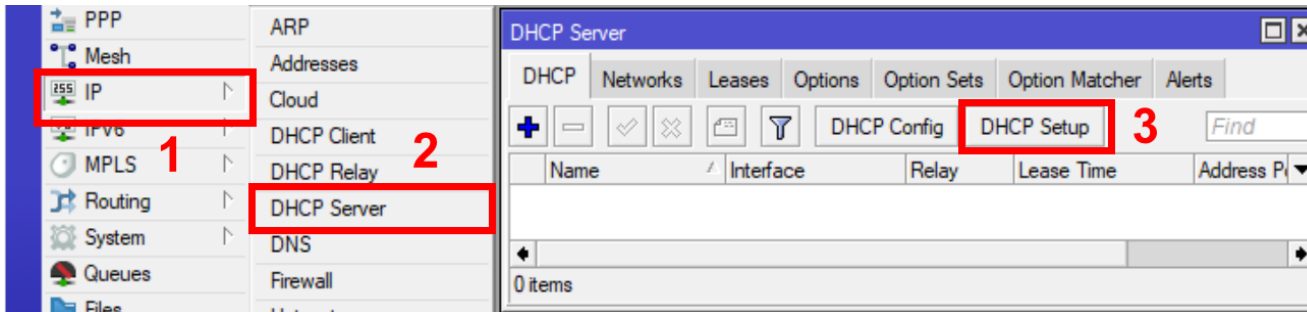 PPP
Mesh
IP
IPv6
MPLS
Routing
System
Queues
Files
1
ARP
Addresses
Cloud
DHCP Client
DHCP Relay
DHCP Server
DNS
Firewall
2
DHCP Server
DHCP Networks Leases Options Option Sets Option Matcher Alerts
DHCP Config DHCP Setup 3 Find
Name Interface Relay Lease Time Address P
0 items